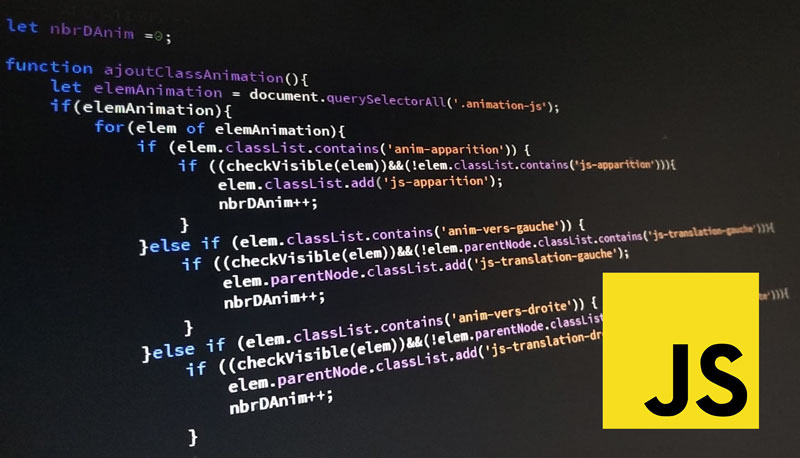 let nbrDAnim =0;
function ajoutClassAnimation(){
let elemAnimation = document.querySelectorAll('.animation-js');
if(elemAnimation){
for(elem of elemAnimation){
if (elem.classList.contains('anim-apparition')) {
if ((checkVisible(elem))&&(!elem.classList.contains('js-apparition'))){
elem.classList.add('js-apparition');
nbrDAnim++;
}
}else if (elem.classList.contains('anim-vers-gauche')) {
if ((checkVisible(elem))&&(!elem.parentNode.classList.contains('js-translation-gauche'))){
elem.parentNode.classList.add('js-translation-gauche');
nbrDAnim++;
}
}else if (elem.classList.contains('anim-vers-droite')) {
if ((checkVisible(elem))&&(!elem.parentNode.class
elem.parentNode.classList.add('js-translation-dr
nbrDAnim++;
}
JS